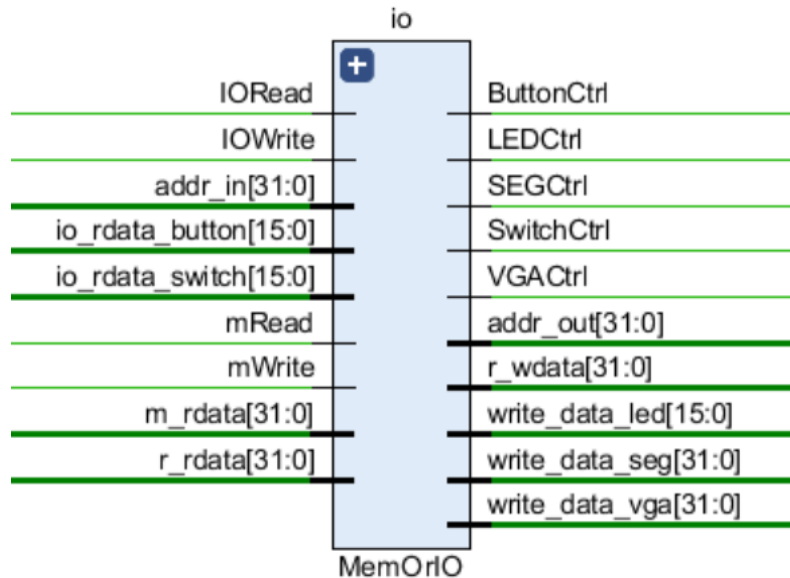 io
IORead
IOWrite
addr_in[31:0]
io_rdata_button[15:0]
io_rdata_switch[15:0]
mRead
mWrite
m_rdata[31:0]
r_rdata[31:0]
ButtonCtrl
LEDCtrl
SEGCtrl
SwitchCtrl
VGACtrl
addr_out[31:0]
r_wdata[31:0]
write_data_led[15:0]
write_data_seg[31:0]
write_data_vga[31:0]
MemOrIO